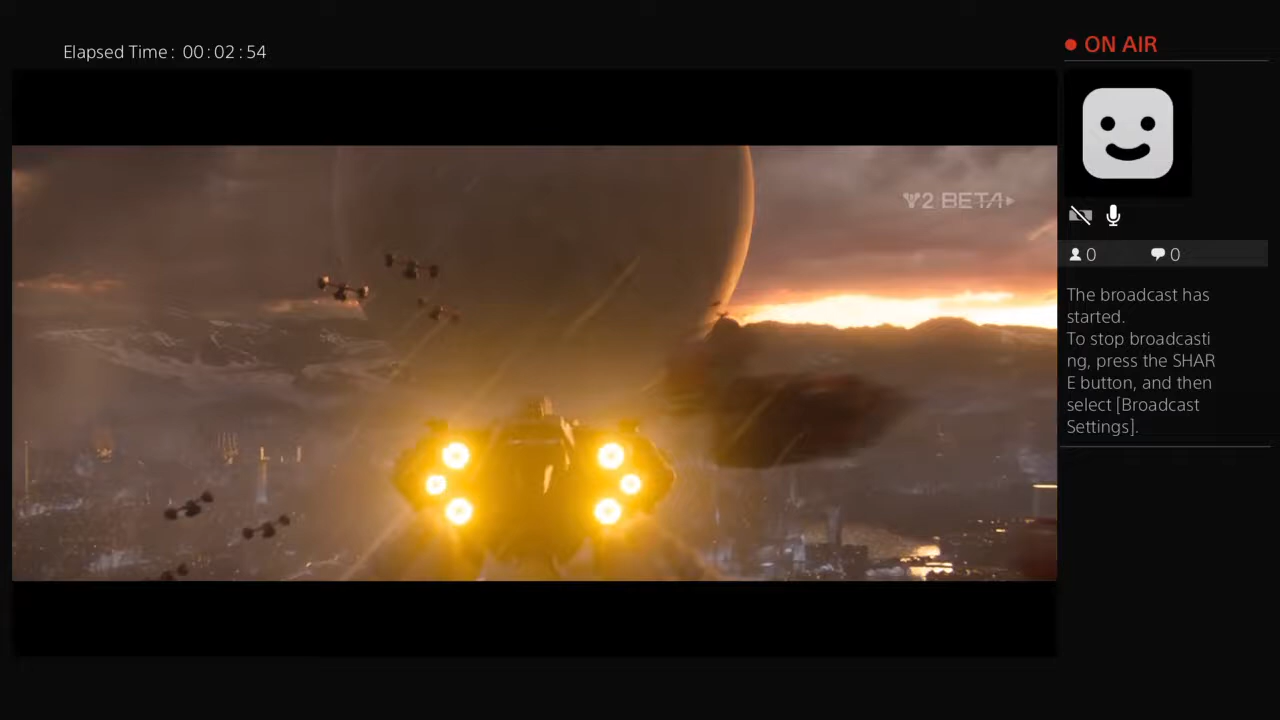 Elapsed Time: 00:02:54
ON AIR
2 BETA
0 0
The broadcast has
started.
To stop broadcasti
ng, press the SHAR
E button, and then
select [Broadcast
Settings].